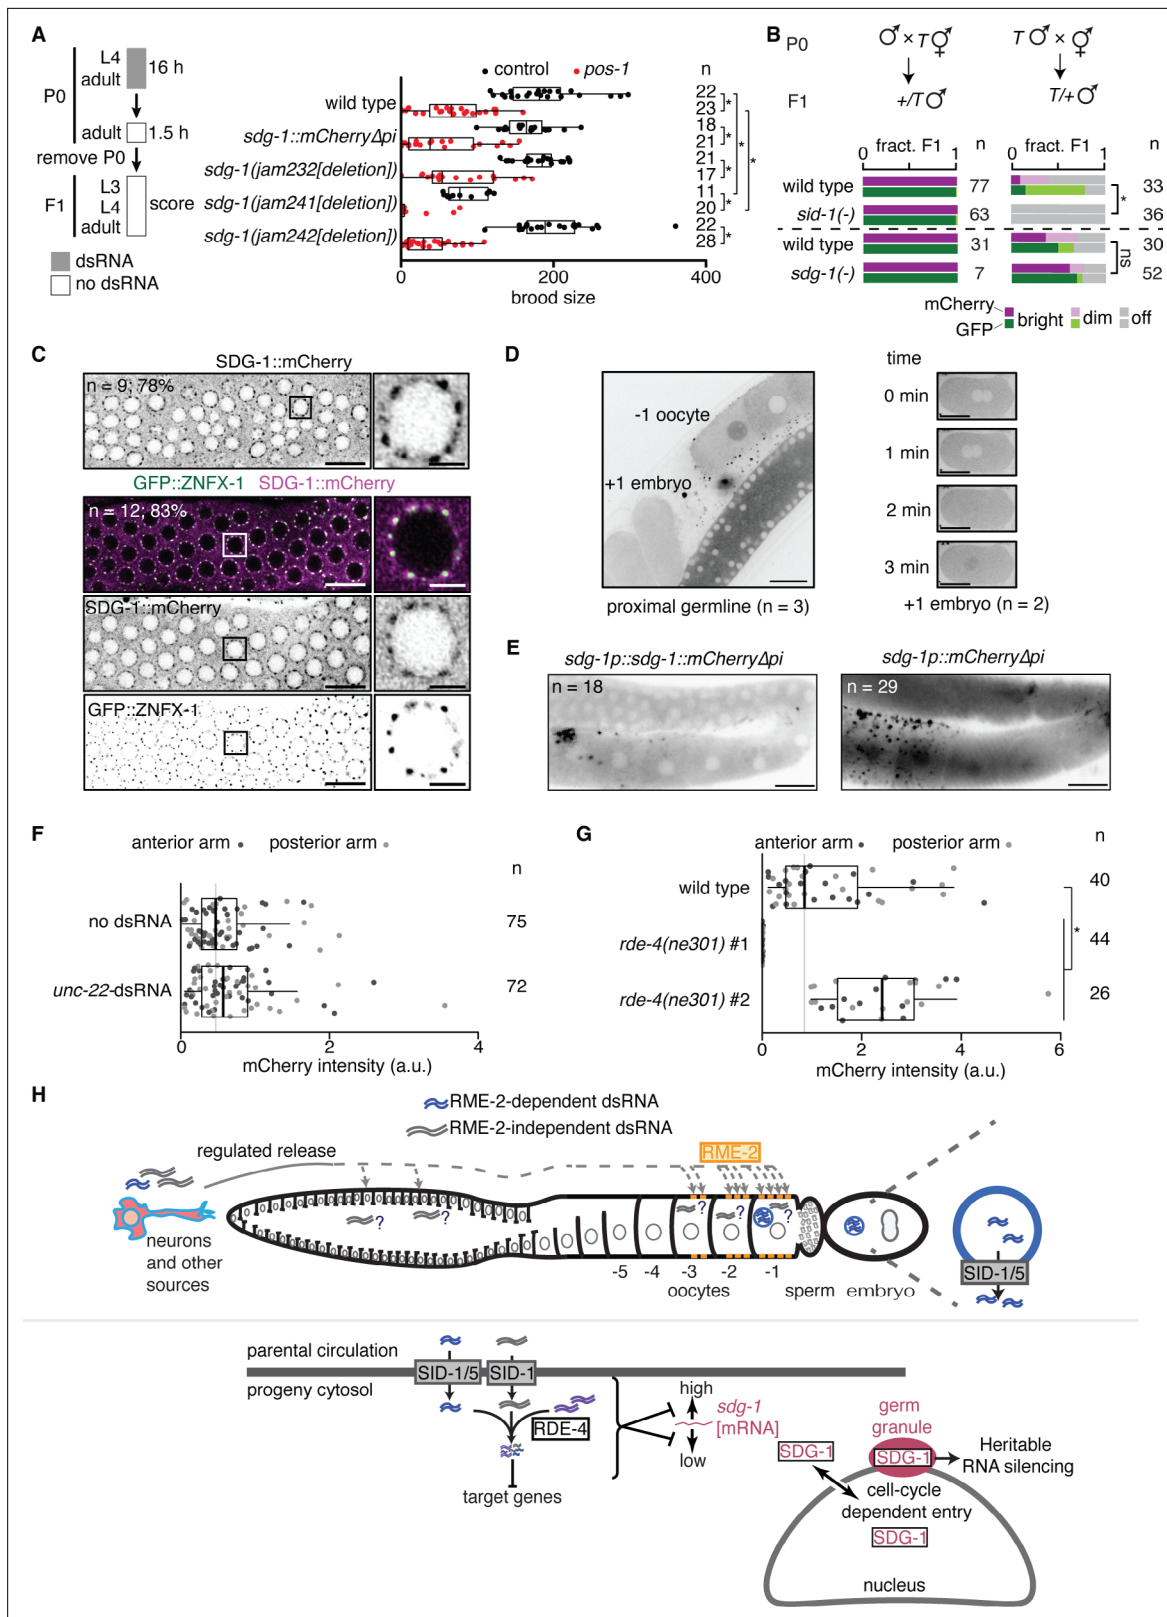 A
P0
L4
adult
16 h
adult
1.5 h
remove P0
F1
L3
L4
adult
score
dsRNA
no dsRNA
control
pos-1
n
wild type
sdg-1::mCherryΔpi
sdg-1(jam232[deletion])
sdg-1(jam241[deletion])
sdg-1(jam242[deletion])
22
23
18
21
21
17
11
20
22
28
*
*
*
*
*
*
*
0
200
400
brood size
B
P0
♂ × T ⚥
T ♂ × ⚥
F1
+/T ♂
T/+ ♂
fract. F1
0
1
n
fract. F1
0
1
n
wild type
77
33
sid-1(-)
63
36
*
wild type
31
30
sdg-1(-)
7
52
ns
mCherry
GFP
bright
dim
off
C
SDG-1::mCherry
n = 9; 78%
GFP::ZNFX-1 SDG-1::mCherry
n = 12; 83%
SDG-1::mCherry
GFP::ZNFX-1
D
-1 oocyte
+1 embryo
proximal germline (n = 3)
time
0 min
1 min
2 min
3 min
+1 embryo (n = 2)
E
sdg-1p::sdg-1::mCherryΔpi
n = 18
sdg-1p::mCherryΔpi
n = 29
F
anterior arm
posterior arm
n
no dsRNA
75
unc-22-dsRNA
72
0
2
4
mCherry intensity (a.u.)
G
anterior arm
posterior arm
n
wild type
40
rde-4(ne301) #1
44
rde-4(ne301) #2
26
*
0
2
4
6
mCherry intensity (a.u.)
H
RME-2-dependent dsRNA
RME-2-independent dsRNA
regulated release
RME-2
neurons
and other
sources
?
?
?
?
?
-5
-4
-3
-2
-1
oocytes
sperm
embryo
SID-1/5
parental circulation
progeny cytosol
SID-1/5
SID-1
RDE-4
target genes
high
sdg-1
[mRNA]
low
SDG-1
germ
granule
SDG-1
Heritable
RNA silencing
cell-cycle
dependent entry
SDG-1
nucleus